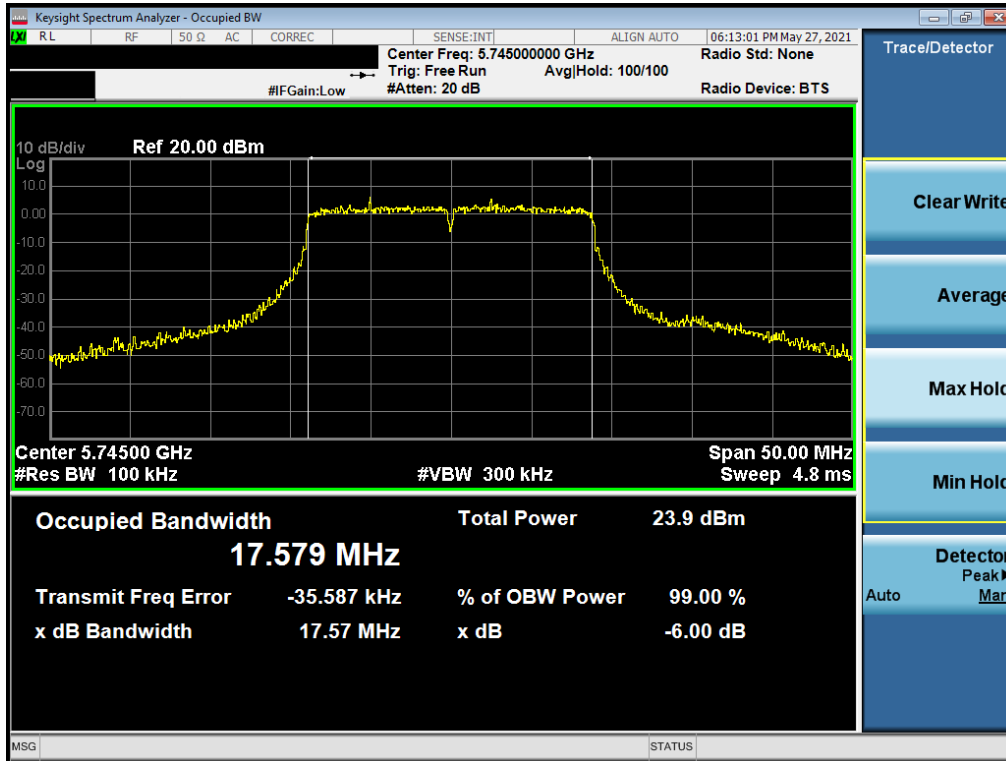 Keysight Spectrum Analyzer - Occupied BW
LXI RL RF 50 Ω AC CORREC SENSE:INT ALIGN AUTO 06:13:01 PM May 27, 2021
Center Freq: 5.745000000 GHz Radio Std: None
Trig: Free Run Avg|Hold: 100/100
#IFGain:Low #Atten: 20 dB Radio Device: BTS
Trace/Detector
10 dB/div Ref 20.00 dBm
Log
10.0
0.00
-10.0
-20.0
-30.0
-40.0
-50.0
-60.0
-70.0
Center 5.74500 GHz Span 50.00 MHz
#Res BW 100 kHz #VBW 300 kHz Sweep 4.8 ms
Occupied Bandwidth Total Power 23.9 dBm
17.579 MHz
Transmit Freq Error -35.587 kHz % of OBW Power 99.00 %
x dB Bandwidth 17.57 MHz x dB -6.00 dB
Clear Write
Average
Max Hold
Min Hold
Detector
Peak
Auto Man
MSG STATUS